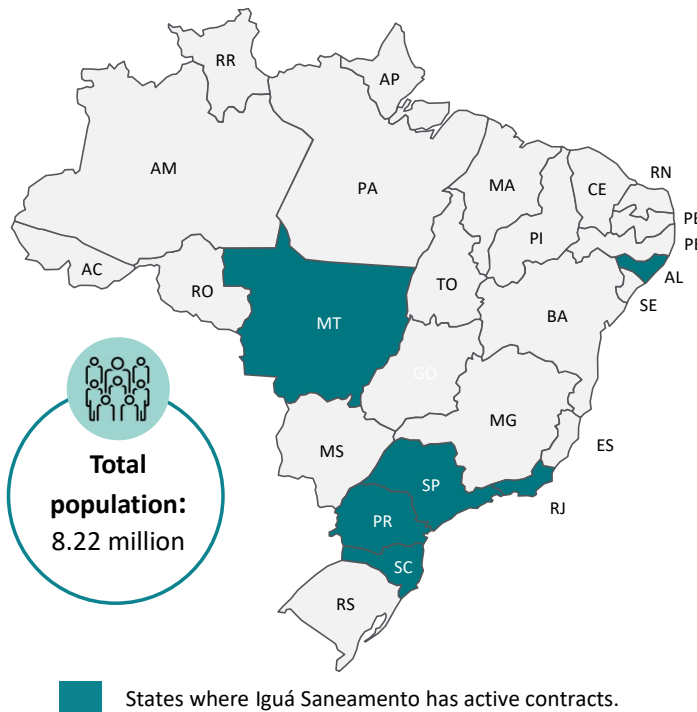 RR
AP
AM
PA
MA
CE
RN
PI
AC
RO
TO
AL
SE
BA
MT
GO
MG
ES
MS
SP
RJ
PR
SC
RS
Total
population:
8.22 million
States where Iguá Saneamento has active contracts.